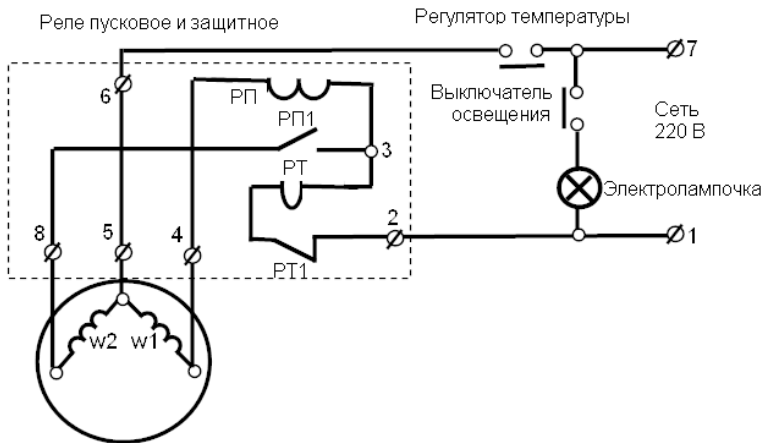 Реле пусковое и защитное
Регулятор температуры
7
6
РП
Выключатель
освещения
Сеть
220 В
РП1
3
РТ
Электролампочка
8
5
4
2
1
РТ1
w2
w1